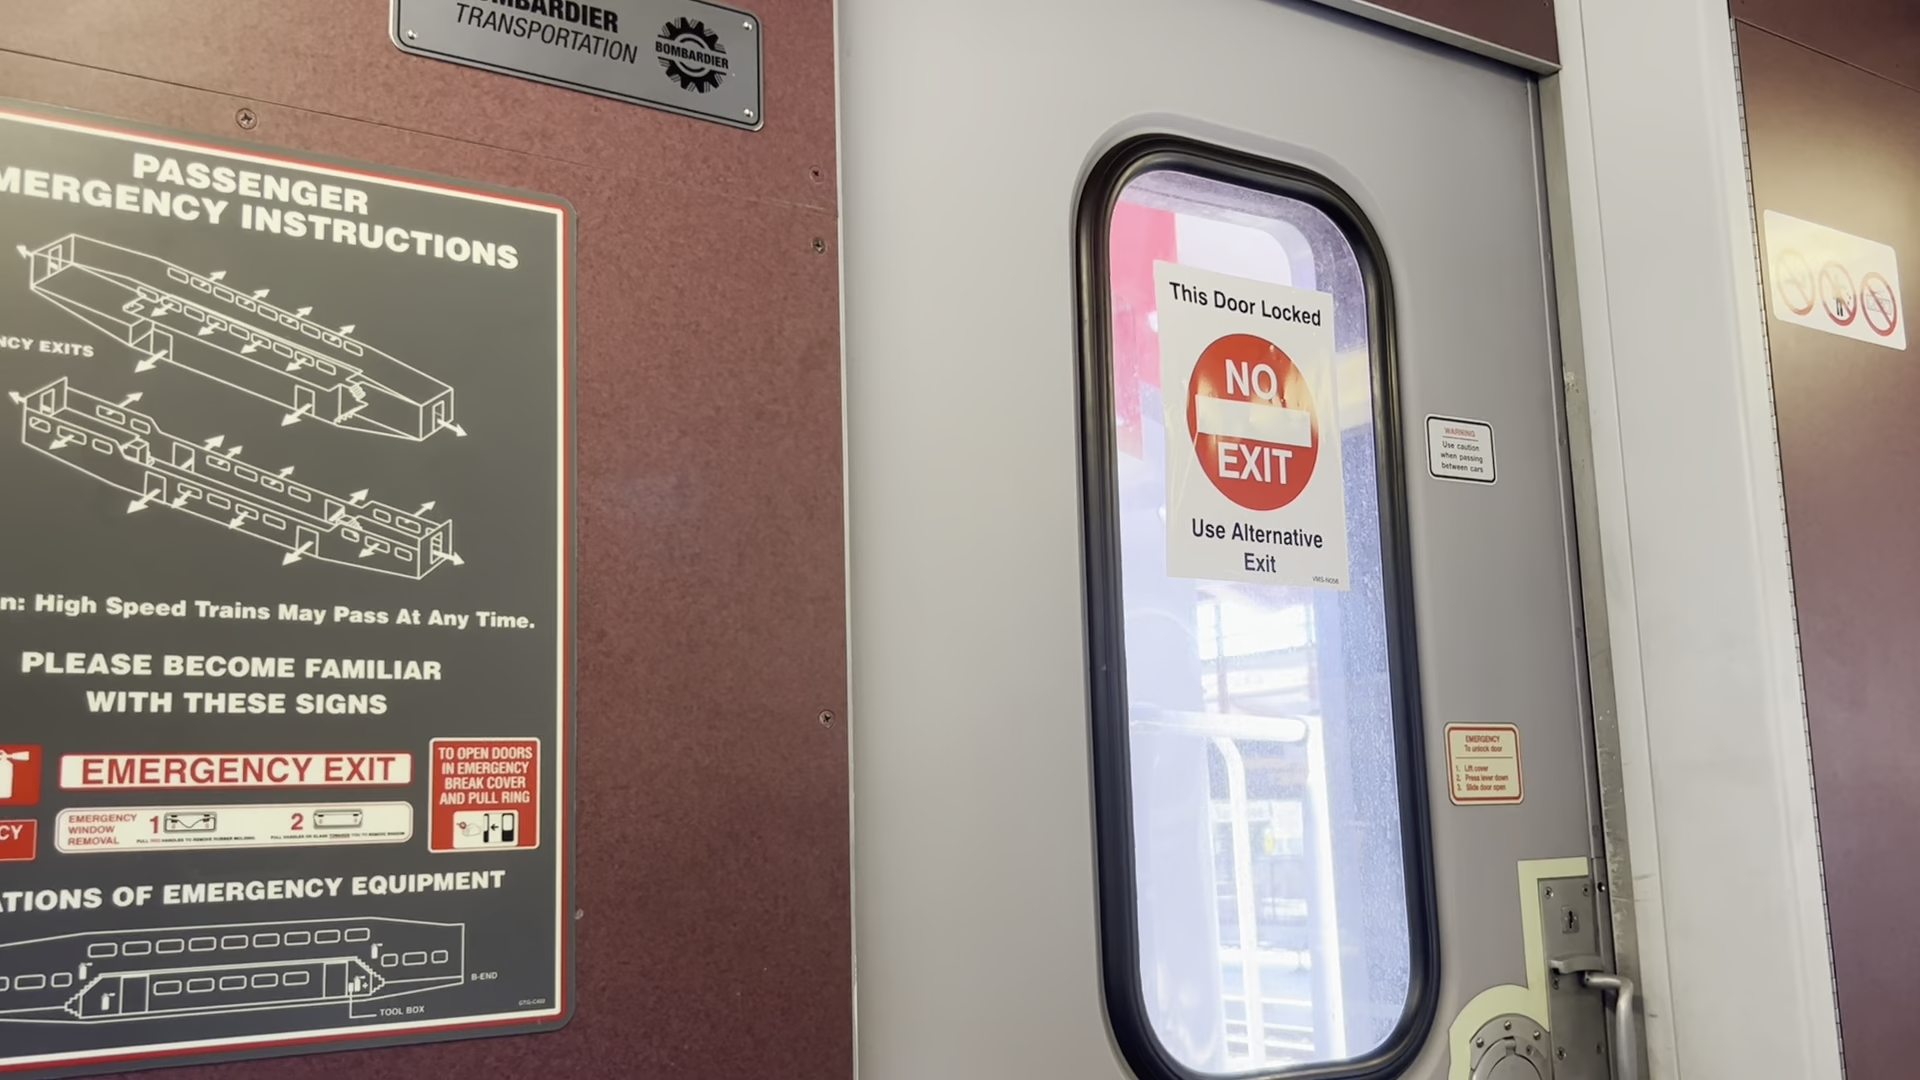 BOMBARDIER
TRANSPORTATION
BOMBARDIER
PASSENGER
MERGENCY INSTRUCTIONS
NCY EXITS
n: High Speed Trains May Pass At Any Time.
PLEASE BECOME FAMILIAR
WITH THESE SIGNS
EMERGENCY EXIT
TO OPEN DOORS
IN EMERGENCY
BREAK COVER
AND PULL RING
CY
EMERGENCY
WINDOW
REMOVAL
1
2
ATIONS OF EMERGENCY EQUIPMENT
B-END
TOOL BOX
This Door Locked
NO
EXIT
Use Alternative
Exit
WARNING
Use caution
when passing
between cars
EMERGENCY
To unlock door
1. Lift cover
2. Press lever down
3. Slide door open